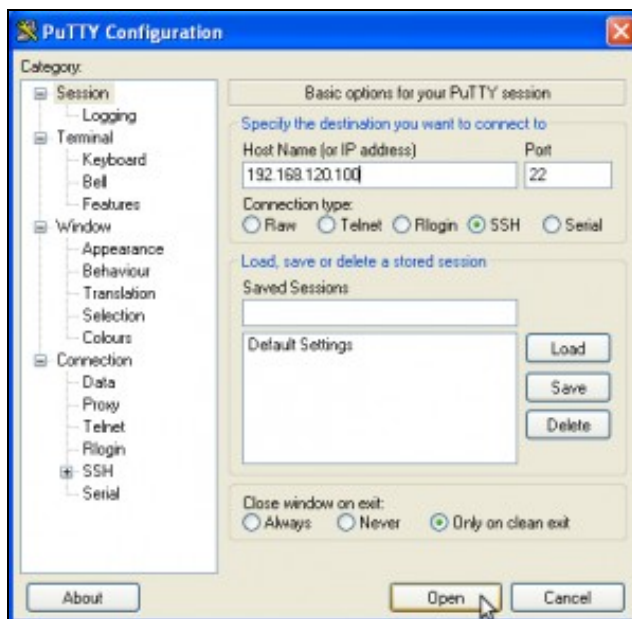 PuTTY Configuration
Category:
Session
Logging
Terminal
Keyboard
Bell
Features
Window
Appearance
Behaviour
Translation
Selection
Colours
Connection
Data
Proxy
Telnet
Rlogin
SSH
Serial
Basic options for your PuTTY session
Specify the destination you want to connect to
Host Name (or IP address) Port
192.168.120.100 22
Connection type:
Raw Telnet Rlogin SSH Serial
Load, save or delete a stored session
Saved Sessions
Default Settings
Load
Save
Delete
Close window on exit:
Always Never Only on clean exit
About Open Cancel